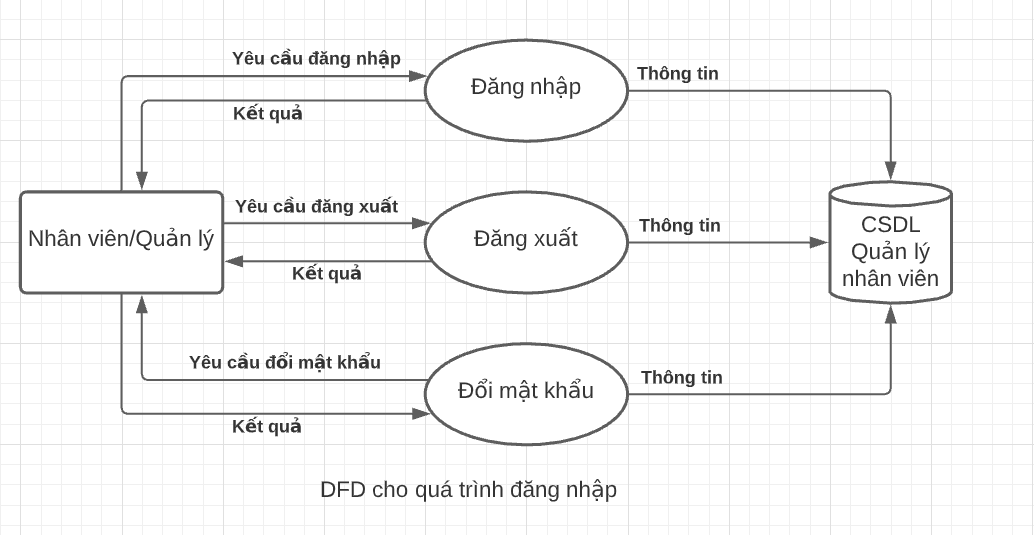 Yêu cầu đăng nhập
Kết quả
Đăng nhập
Thông tin
Nhân viên/Quản lý
Yêu cầu đăng xuất
Kết quả
Đăng xuất
Thông tin
CSDL
Quản lý
nhân viên
Yêu cầu đổi mật khẩu
Kết quả
Đổi mật khẩu
Thông tin
DFD cho quá trình đăng nhập